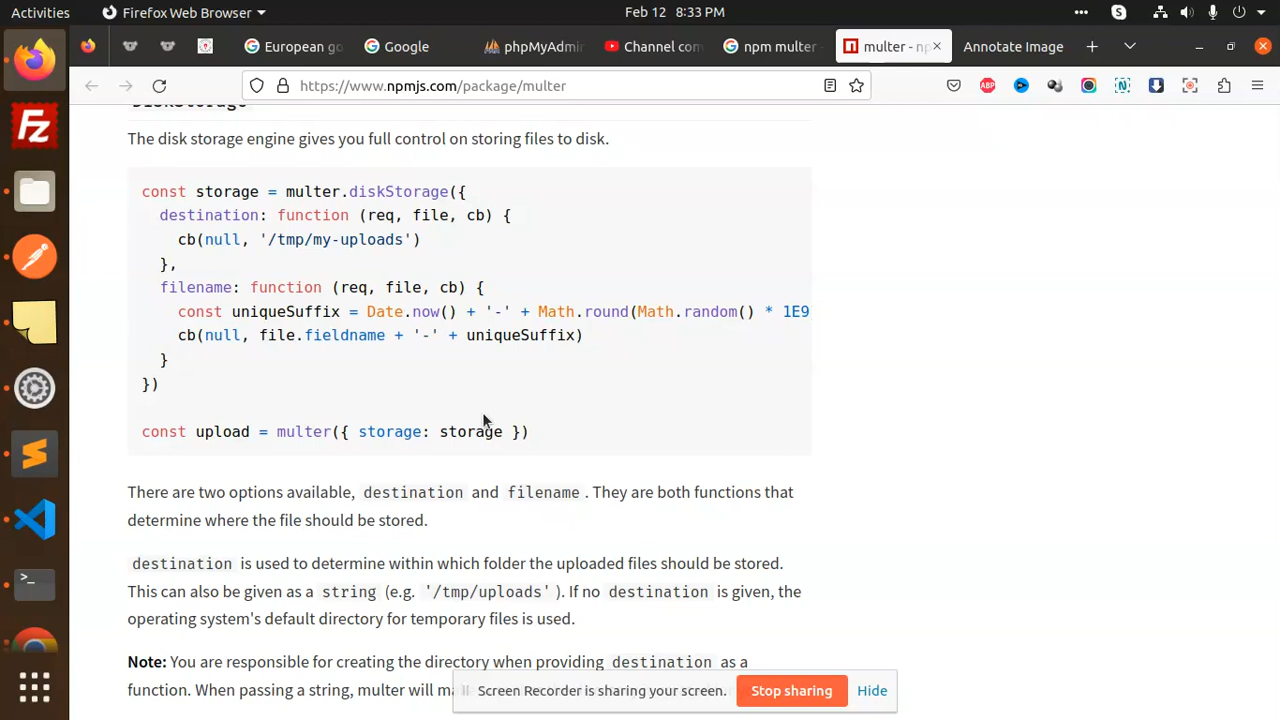 Activities Firefox Web Browser Feb 12 8:33 PM
European go Google phpMyAdmi Channel com npm multer multer - np Annotate Image
https://www.npmjs.com/package/multer ABP
DiskStorage
The disk storage engine gives you full control on storing files to disk.
const storage = multer.diskStorage({
destination: function (req, file, cb) {
cb(null, '/tmp/my-uploads')
},
filename: function (req, file, cb) {
const uniqueSuffix = Date.now() + '-' + Math.round(Math.random() * 1E9
cb(null, file.fieldname + '-' + uniqueSuffix)
}
})
const upload = multer({ storage: storage })
There are two options available, destination and filename . They are both functions that
determine where the file should be stored.
destination is used to determine within which folder the uploaded files should be stored.
This can also be given as a string (e.g. '/tmp/uploads' ). If no destination is given, the
operating system's default directory for temporary files is used.
Note: You are responsible for creating the directory when providing destination as a
function. When passing a string, multer will ma
Screen Recorder is sharing your screen. Stop sharing Hide